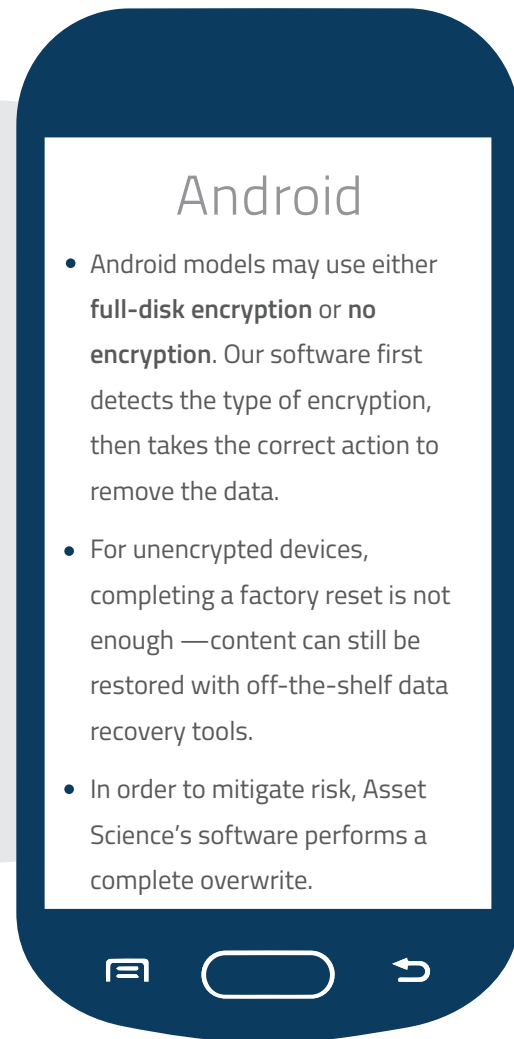 Android
• Android models may use either
full-disk encryption or no
encryption. Our software first
detects the type of encryption,
then takes the correct action to
remove the data.
• For unencrypted devices,
completing a factory reset is not
enough —content can still be
restored with off-the-shelf data
recovery tools.
• In order to mitigate risk, Asset
Science’s software performs a
complete overwrite.